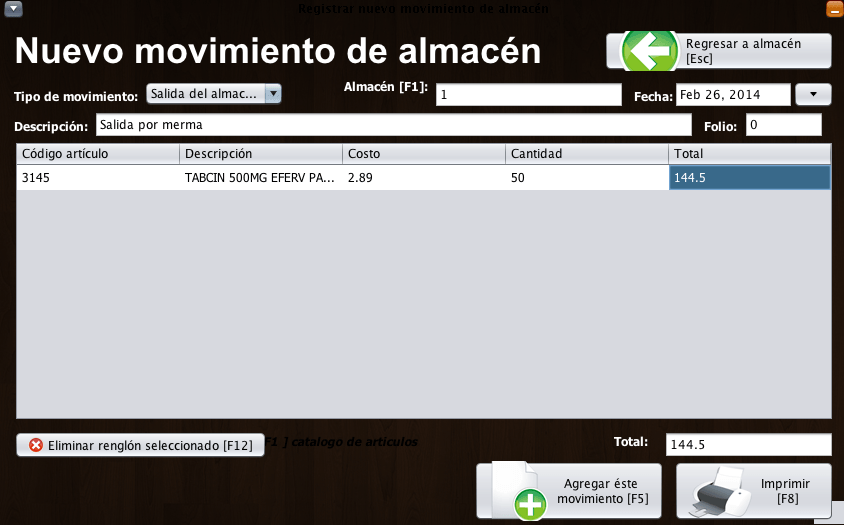 Registrar nuevo movimiento de almacén
Nuevo movimiento de almacén
Regresar a almacén
[Esc]
Tipo de movimiento: Salida del almac... Almacén [F1]: 1 Fecha: Feb 26, 2014
Descripción: Salida por merma Folio: 0
Código artículo Descripción Costo Cantidad Total
3145 TABCIN 500MG EFERV PA... 2.89 50 144.5
Eliminar renglón seleccionado [F12] F1 ] catalogo de articulos Total: 144.5
Agregar éste
movimiento [F5]
Imprimir
[F8]